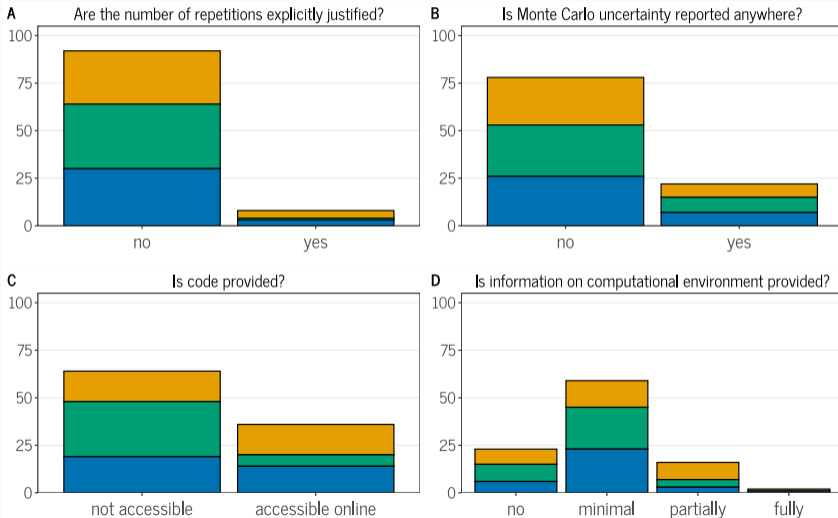 A Are the number of repetitions explicitly justified?
100
75
50
25
0
no yes
B Is Monte Carlo uncertainty reported anywhere?
100
75
50
25
0
no yes
C Is code provided?
100
75
50
25
0
not accessible accessible online
D Is information on computational environment provided?
100
75
50
25
0
no minimal partially fully